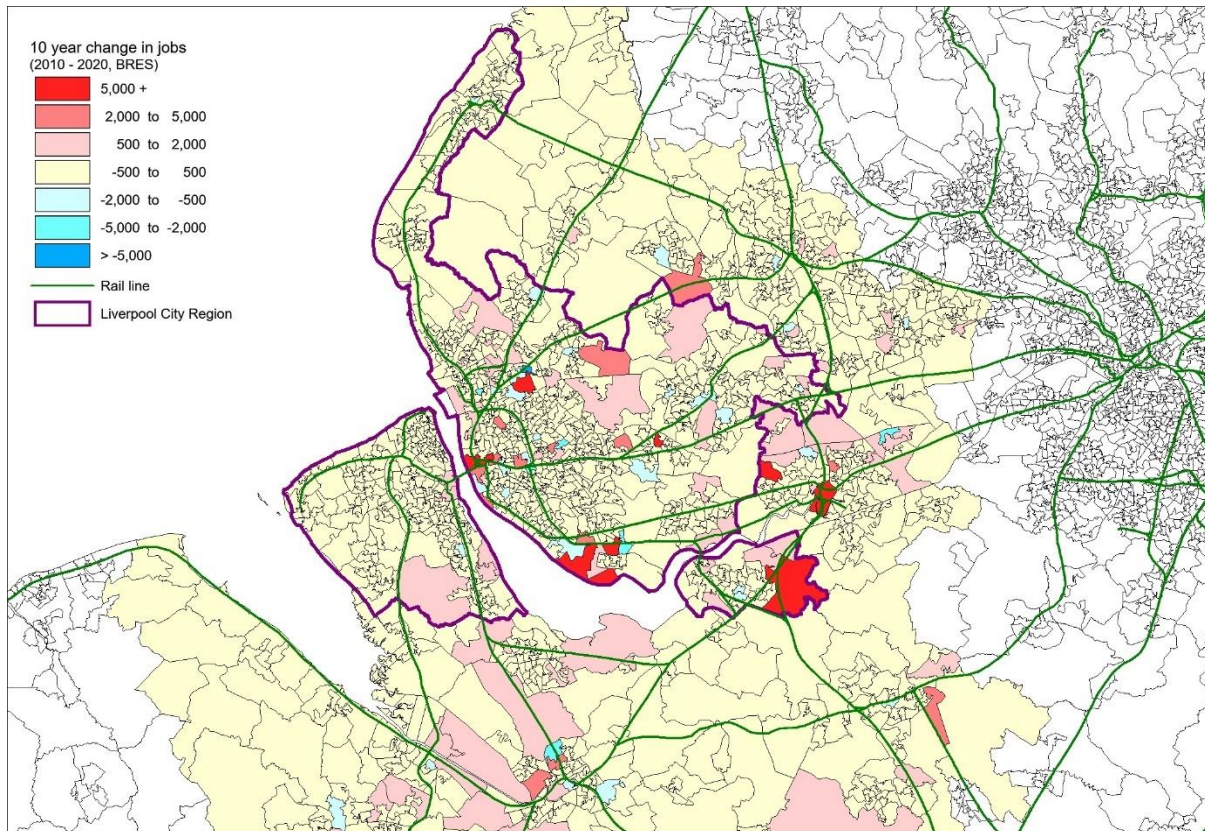 10 year change in jobs
(2010 - 2020, BRES)
5,000 +
2,000 to 5,000
500 to 2,000
-500 to 500
-2,000 to -500
-5,000 to -2,000
> -5,000
Rail line
Liverpool City Region